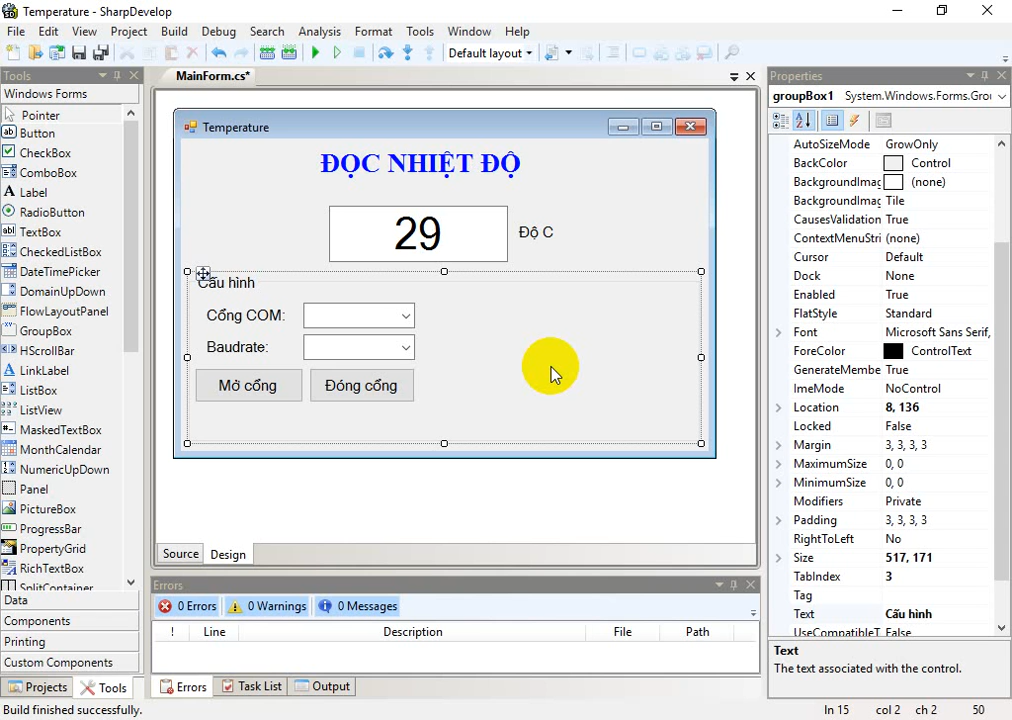 Temperature - SharpDevelop
File Edit View Project Build Debug Search Analysis Format Tools Window Help
Default layout
Tools
MainForm.cs*
Properties
Windows Forms
groupBox1 System.Windows.Forms.Gro
Pointer
Button
CheckBox
ComboBox
Label
RadioButton
TextBox
CheckedListBox
DateTimePicker
DomainUpDown
FlowLayoutPanel
GroupBox
HScrollBar
LinkLabel
ListBox
ListView
MaskedTextBox
MonthCalendar
NumericUpDown
Panel
PictureBox
ProgressBar
PropertyGrid
RichTextBox
SplitContainer
Data
Components
Printing
Custom Components
Projects Tools
Temperature
ĐỌC NHIỆT ĐỘ
29 Độ C
Cấu hình
Cổng COM:
Baudrate:
Mở cổng Đóng cổng
Source Design
Errors
0 Errors 0 Warnings 0 Messages
! Line Description File Path
Errors Task List Output
AutoSizeMode GrowOnly
BackColor Control
BackgroundImag (none)
BackgroundImag Tile
CausesValidation True
ContextMenuStri (none)
Cursor Default
Dock None
Enabled True
FlatStyle Standard
Font Microsoft Sans Serif,
ForeColor ControlText
GenerateMembe True
ImeMode NoControl
Location 8, 136
Locked False
Margin 3, 3, 3, 3
MaximumSize 0, 0
MinimumSize 0, 0
Modifiers Private
Padding 3, 3, 3, 3
RightToLeft No
Size 517, 171
TabIndex 3
Tag
Text Cấu hình
UseCompatibleT False
Text
The text associated with the control.
Build finished successfully. ln 15 col 2 ch 2 50